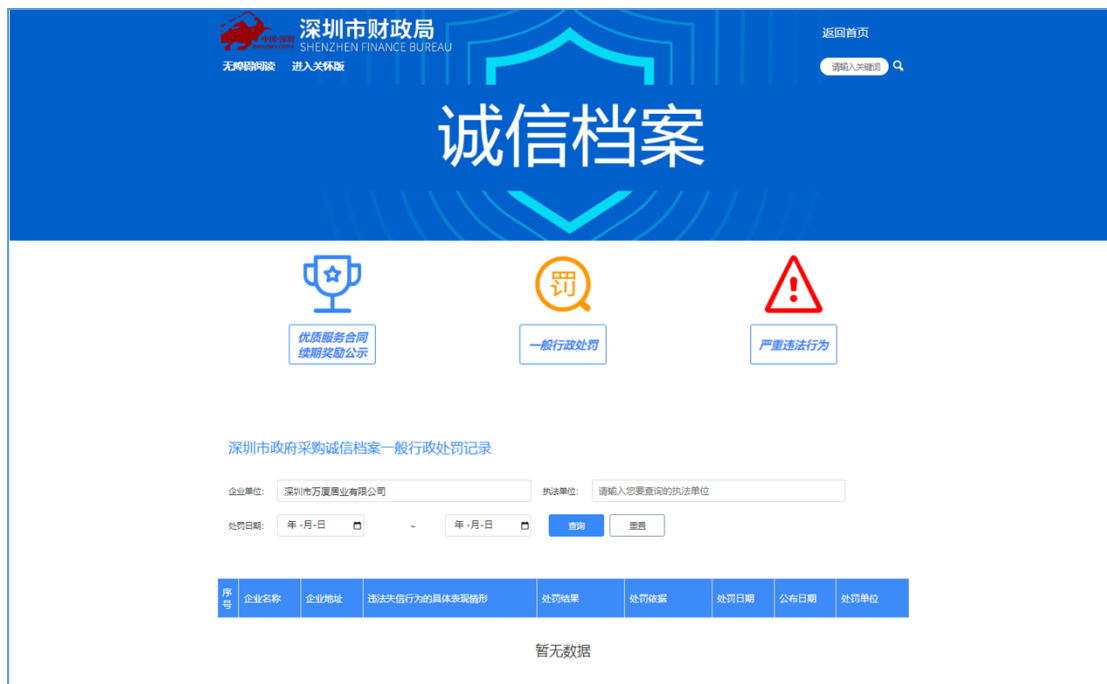 中国·深圳
深圳市财政局
SHENZHEN FINANCE BUREAU
返回首页
无障碍阅读 进入关怀版
请输入关键词
诚信档案
罚
优质服务合同
续期奖励公示
一般行政处罚
严重违法行为
深圳市政府采购诚信档案一般行政处罚记录
企业单位: 深圳市万厦居业有限公司 执法单位: 请输入您要查询的执法单位
处罚日期: 年-月-日 ~ 年-月-日 查询 重置
序号 企业名称 企业地址 违法失信行为的具体表现情形 处罚结果 处罚依据 处罚日期 公布日期 处罚单位
暂无数据